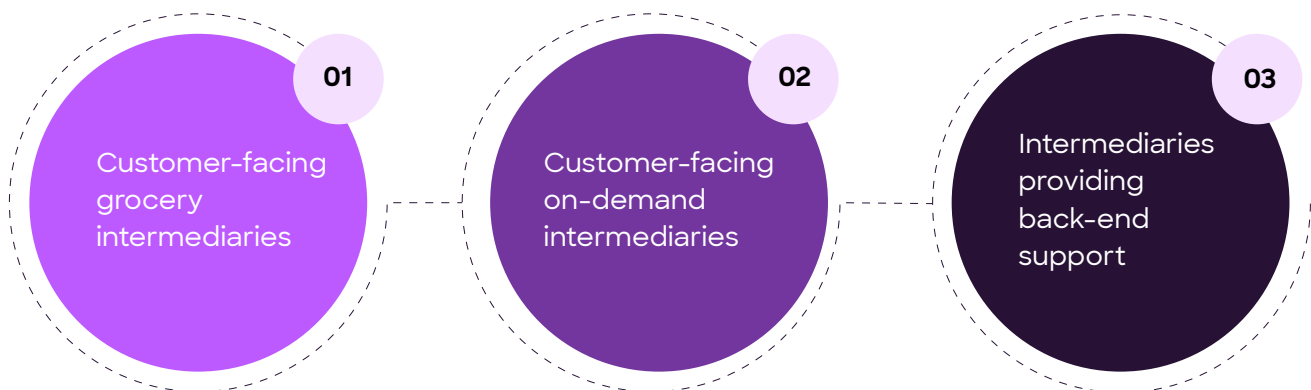 01
Customer-facing
grocery
intermediaries
02
Customer-facing
on-demand
intermediaries
03
Intermediaries
providing
back-end
support